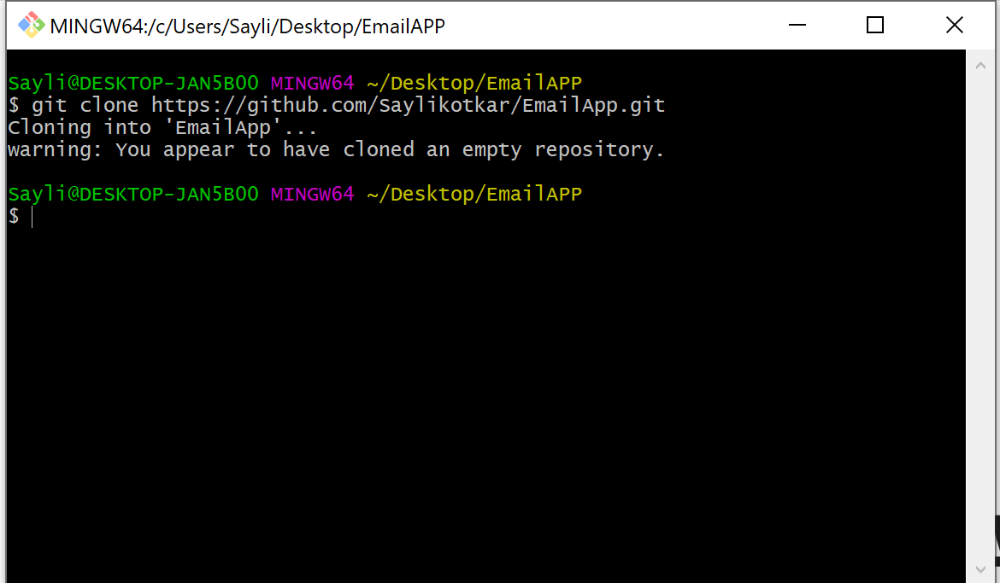 MINGW64:/c/Users/Sayli/Desktop/EmailAPP
Sayli@DESKTOP-JAN5BOO MINGW64 ~/Desktop/EmailAPP
$ git clone https://github.com/Saylikotkar/EmailApp.git
Cloning into 'EmailApp'...
warning: You appear to have cloned an empty repository.
Sayli@DESKTOP-JAN5BOO MINGW64 ~/Desktop/EmailAPP
$